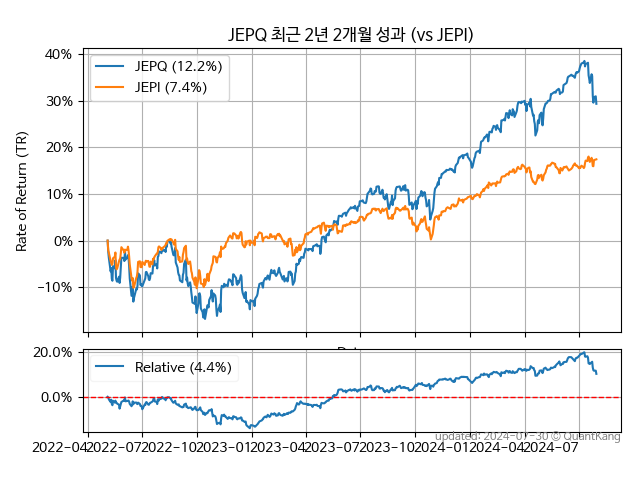 JEPQ 최근 2년 2개월 성과 (vs JEPI)
JEPQ (12.2%)
JEPI (7.4%)
Rate of Return (TR)
40%
30%
20%
10%
0%
−10%
Relative (4.4%)
20.0%
0.0%
2022-04 2022-07 2022-10 2023-01 2023-04 2023-07 2023-10 2024-01 2024-04 2024-07
updated: 2024-07-30 © QuantKang